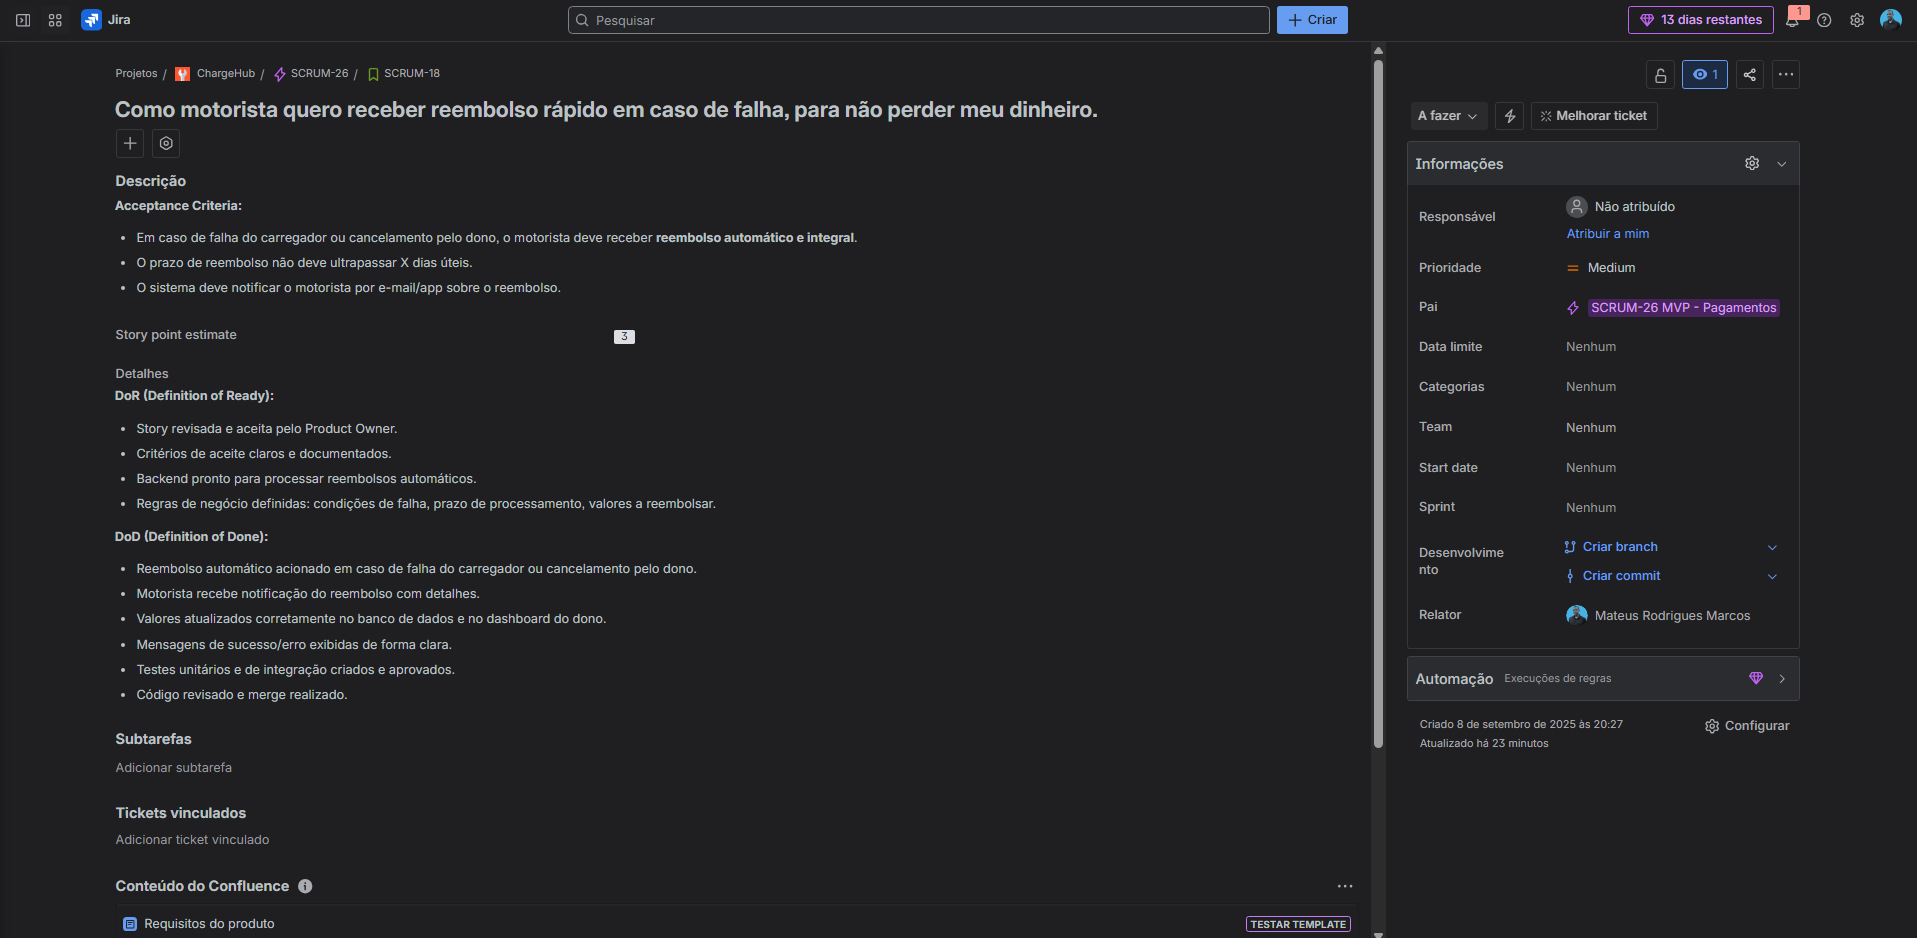 Jira
Pesquisar
Criar
13 dias restantes
1
Projetos / ChargeHub / SCRUM-26 / SCRUM-18
1
Como motorista quero receber reembolso rápido em caso de falha, para não perder meu dinheiro.
A fazer
Melhorar ticket
Descrição
Acceptance Criteria:
• Em caso de falha do carregador ou cancelamento pelo dono, o motorista deve receber reembolso automático e integral.
• O prazo de reembolso não deve ultrapassar X dias úteis.
• O sistema deve notificar o motorista por e-mail/app sobre o reembolso.
Story point estimate 3
Detalhes
DoR (Definition of Ready):
• Story revisada e aceita pelo Product Owner.
• Critérios de aceite claros e documentados.
• Backend pronto para processar reembolsos automáticos.
• Regras de negócio definidas: condições de falha, prazo de processamento, valores a reembolsar.
DoD (Definition of Done):
• Reembolso automático acionado em caso de falha do carregador ou cancelamento pelo dono.
• Motorista recebe notificação do reembolso com detalhes.
• Valores atualizados corretamente no banco de dados e no dashboard do dono.
• Mensagens de sucesso/erro exibidas de forma clara.
• Testes unitários e de integração criados e aprovados.
• Código revisado e merge realizado.
Subtarefas
Adicionar subtarefa
Tickets vinculados
Adicionar ticket vinculado
Conteúdo do Confluence
Requisitos do produto
TESTAR TEMPLATE
Informações
Responsável
Não atribuído
Atribuir a mim
Prioridade
Medium
Pai
SCRUM-26 MVP - Pagamentos
Data limite
Nenhum
Categorias
Nenhum
Team
Nenhum
Start date
Nenhum
Sprint
Nenhum
Desenvolvime
nto
Criar branch
Criar commit
Relator
Mateus Rodrigues Marcos
Automação Execuções de regras
Criado 8 de setembro de 2025 às 20:27
Atualizado há 23 minutos
Configurar